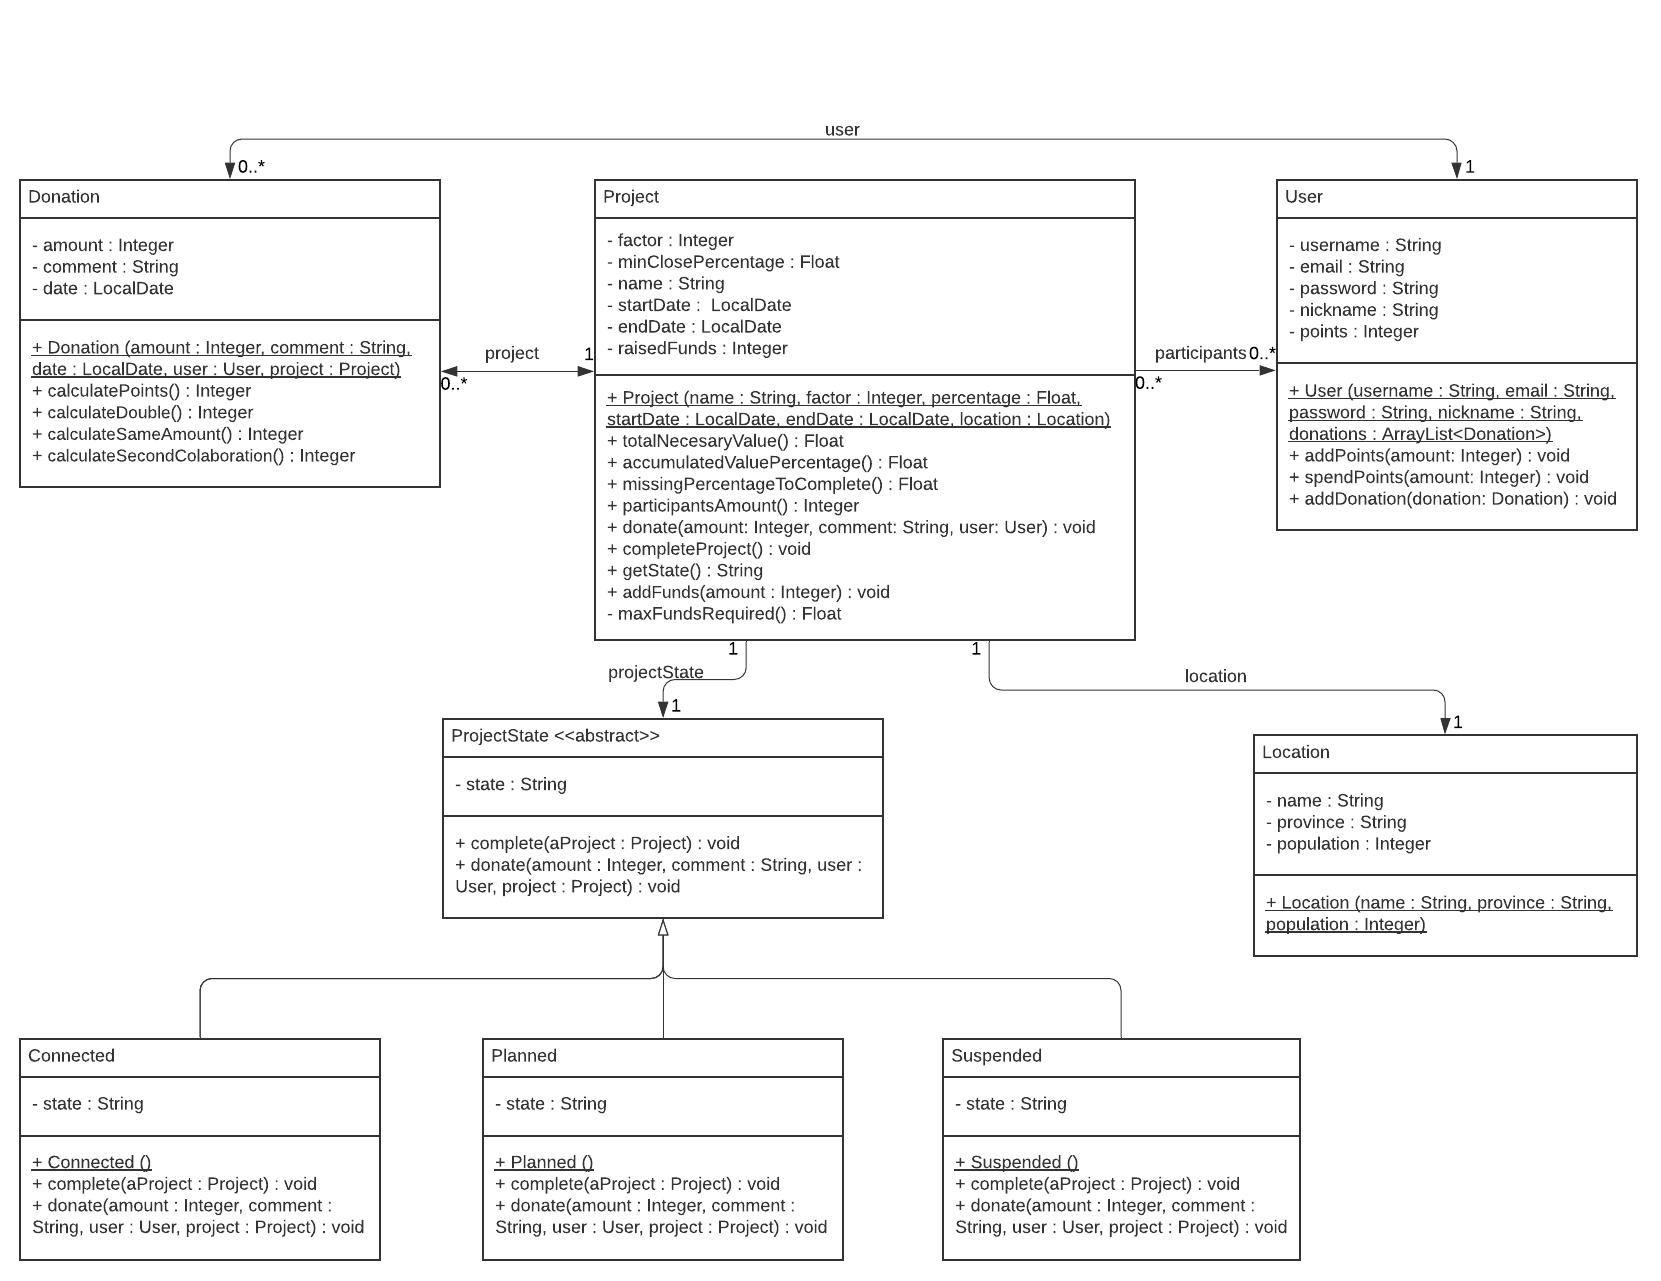 user
0..*
1
Donation
- amount : Integer
- comment : String
- date : LocalDate
+ Donation (amount : Integer, comment : String,
date : LocalDate, user : User, project : Project)
+ calculatePoints() : Integer
+ calculateDouble() : Integer
+ calculateSameAmount() : Integer
+ calculateSecondColaboration() : Integer
project
1
0..*
Project
- factor : Integer
- minClosePercentage : Float
- name : String
- startDate :  LocalDate
- endDate : LocalDate
- raisedFunds : Integer
+ Project (name : String, factor : Integer, percentage : Float,
startDate : LocalDate, endDate : LocalDate, location : Location)
+ totalNecesaryValue() : Float
+ accumulatedValuePercentage() : Float
+ missingPercentageToComplete() : Float
+ participantsAmount() : Integer
+ donate(amount: Integer, comment: String, user: User) : void
+ completeProject() : void
+ getState() : String
+ addFunds(amount : Integer) : void
- maxFundsRequired() : Float
participants
0..*
0..*
User
- username : String
- email : String
- password : String
- nickname : String
- points : Integer
+ User (username : String, email : String,
password : String, nickname : String,
donations : ArrayList<Donation>)
+ addPoints(amount: Integer) : void
+ spendPoints(amount: Integer) : void
+ addDonation(donation: Donation) : void
1
projectState
1
1
location
1
ProjectState <<abstract>>
- state : String
+ complete(aProject : Project) : void
+ donate(amount : Integer, comment : String, user :
User, project : Project) : void
Location
- name : String
- province : String
- population : Integer
+ Location (name : String, province : String,
population : Integer)
Connected
- state : String
+ Connected ()
+ complete(aProject : Project) : void
+ donate(amount : Integer, comment :
String, user : User, project : Project) : void
Planned
- state : String
+ Planned ()
+ complete(aProject : Project) : void
+ donate(amount : Integer, comment :
String, user : User, project : Project) : void
Suspended
- state : String
+ Suspended ()
+ complete(aProject : Project) : void
+ donate(amount : Integer, comment :
String, user : User, project : Project) : void